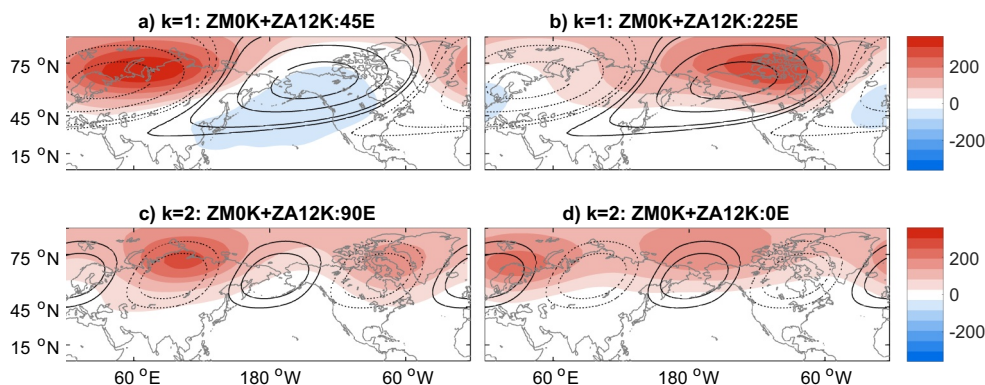 a) k=1: ZM0K+ZA12K:45E
b) k=1: ZM0K+ZA12K:225E
75 °N
45 °N
15 °N
200
0
-200
c) k=2: ZM0K+ZA12K:90E
d) k=2: ZM0K+ZA12K:0E
75 °N
45 °N
15 °N
200
0
-200
60 °E
180 °W
60 °W
60 °E
180 °W
60 °W